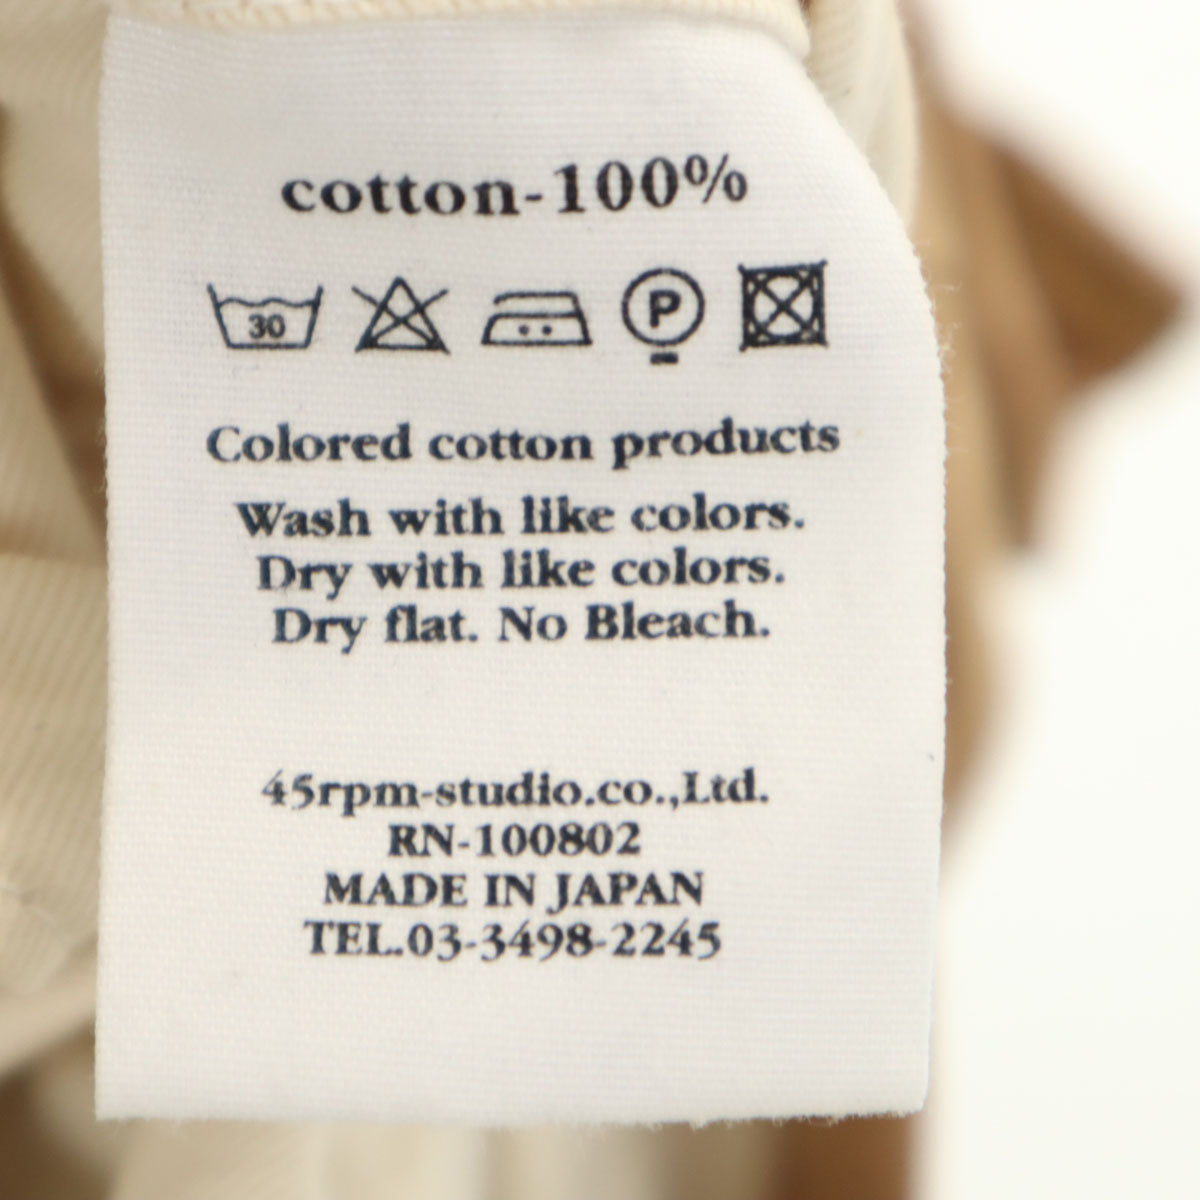 cotton-100%
30 P
Colored cotton products
Wash with like colors.
Dry with like colors.
Dry flat. No Bleach.
45rpm-studio.co.,Ltd.
RN-100802
MADE IN JAPAN
TEL.03-3498-2245